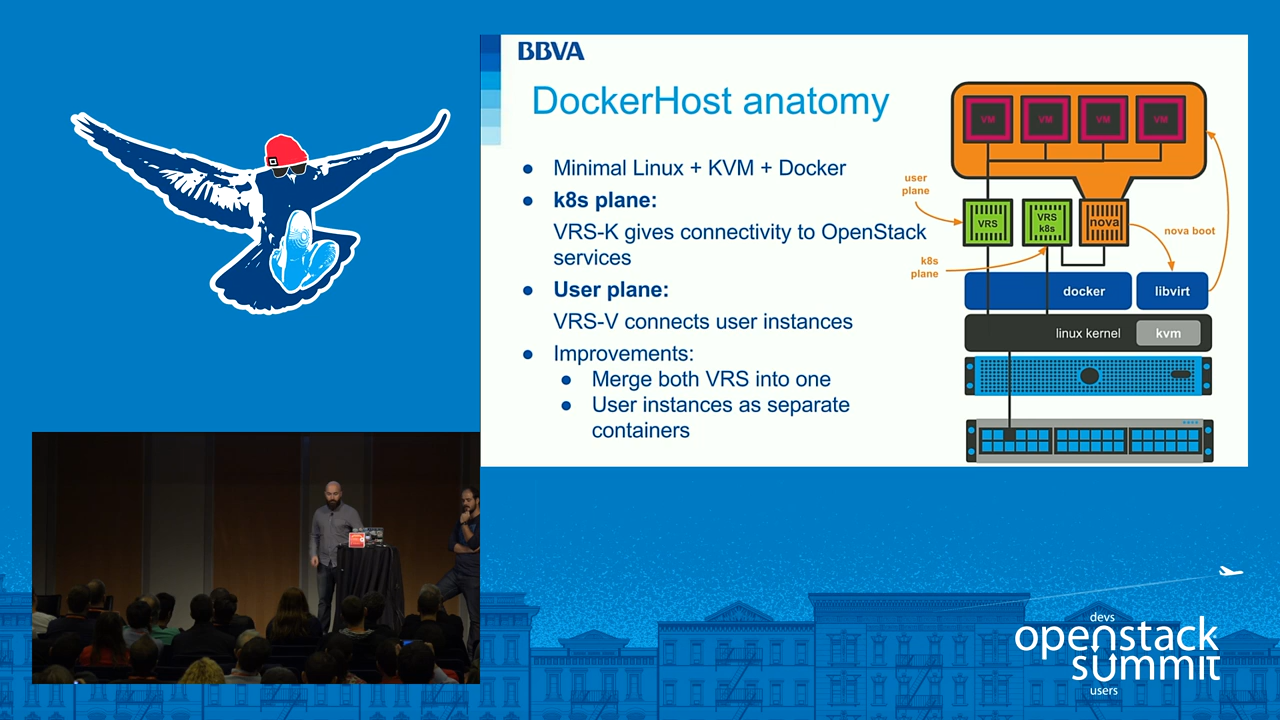 BBVA
DockerHost anatomy
● Minimal Linux + KVM + Docker
● k8s plane:
VRS-K gives connectivity to OpenStack
services
● User plane:
VRS-V connects user instances
● Improvements:
● Merge both VRS into one
● User instances as separate
containers
VM VM VM VM
user
plane
VRS
VRS
k8s
nova
nova boot
k8s
plane
docker
libvirt
linux kernel
kvm
devs
openstack
summit
users